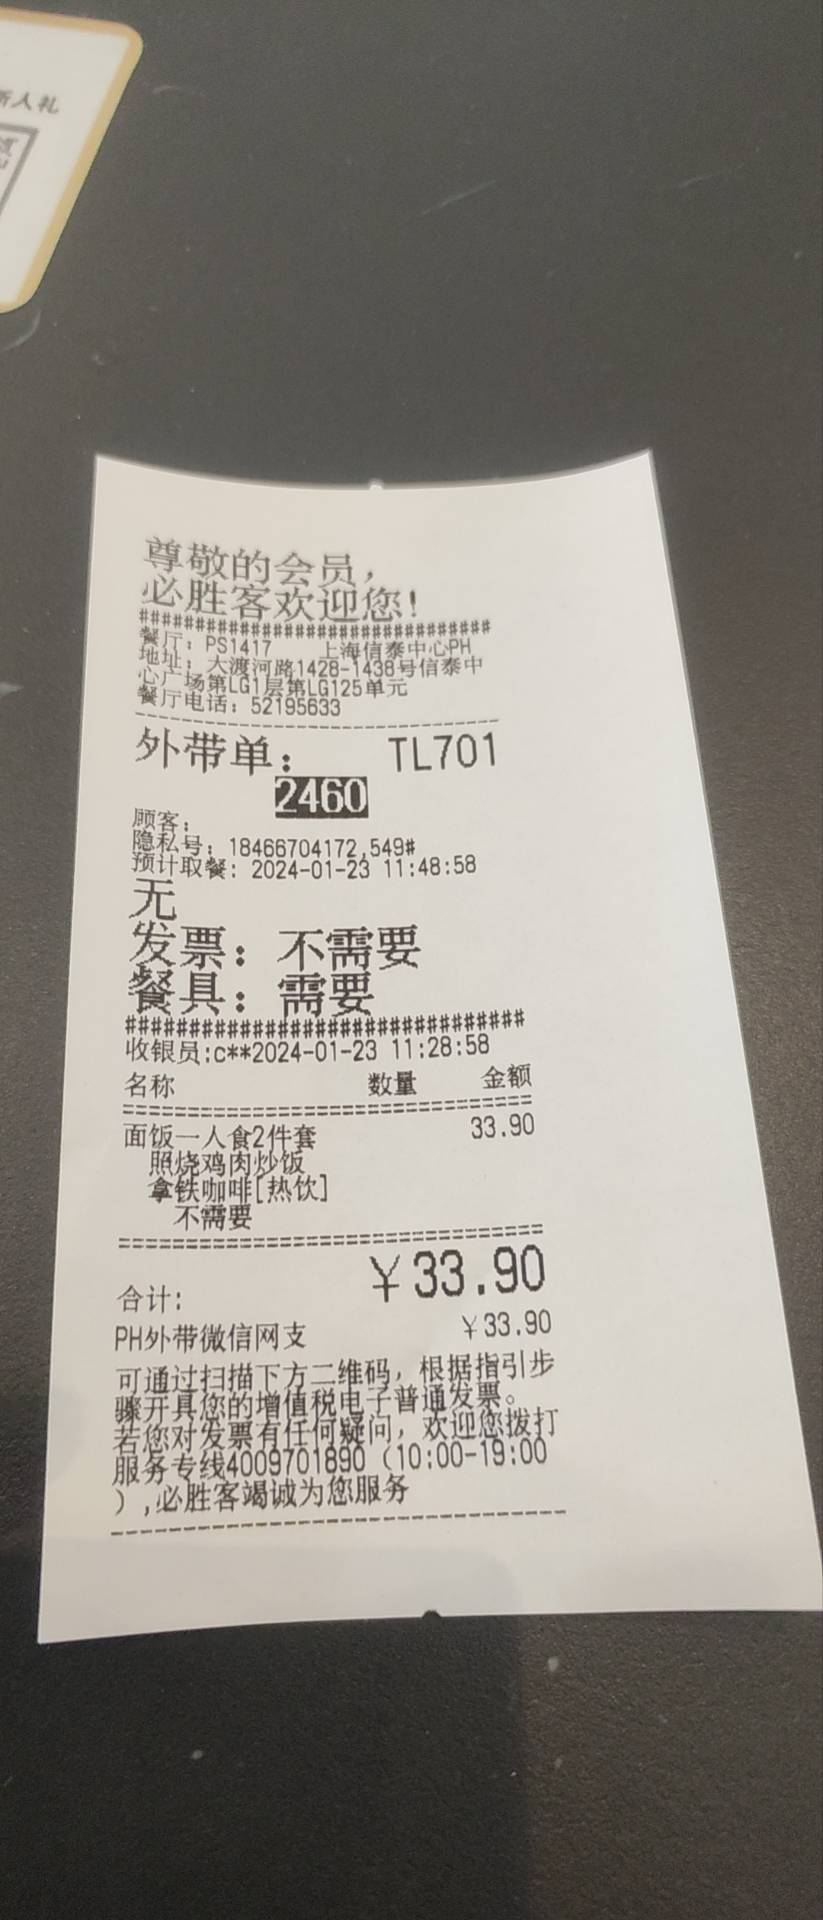 新人礼
尊敬的会员，
必胜客欢迎您!
################################
餐厅：PS1417 上海信泰中心PH
地址：大渡河路1428-1438号信泰中
心广场第LG1层第LG125单元
餐厅电话：52195633
--------------------------------
外带单： TL701
2460
顾客：
隐私号：18466704172,549#
预计取餐：2024-01-23 11:48:58
无
发票：不需要
餐具：需要
################################
收银员:c**2024-01-23 11:28:58
名称 数量 金额
================================
面饭一人食2件套 33.90
照烧鸡肉炒饭
拿铁咖啡[热饮]
不需要
================================
合计: ￥33.90
PH外带微信网支 ￥33.90
可通过扫描下方二维码，根据指引步
骤开具您的增值税电子普通发票。
若您对发票有任何疑问，欢迎您拨打
服务专线4009701890（10:00-19:00
）,必胜客竭诚为您服务
--------------------------------